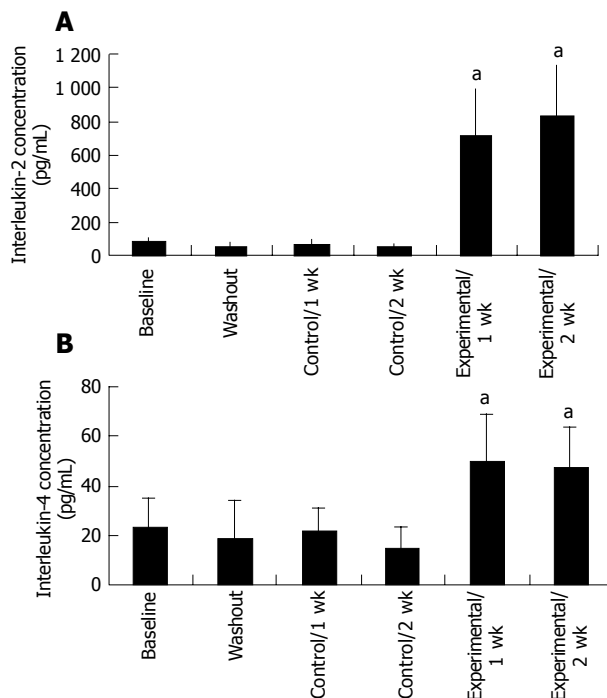 A
Interleukin-2 concentration
(pg/mL)
1 200
1 000
800
600
400
200
0
a
a
Baseline
Washout
Control/1 wk
Control/2 wk
Experimental/
1 wk
Experimental/
2 wk
B
Interleukin-4 concentration
(pg/mL)
80
60
40
20
0
a
a
Baseline
Washout
Control/1 wk
Control/2 wk
Experimental/
1 wk
Experimental/
2 wk